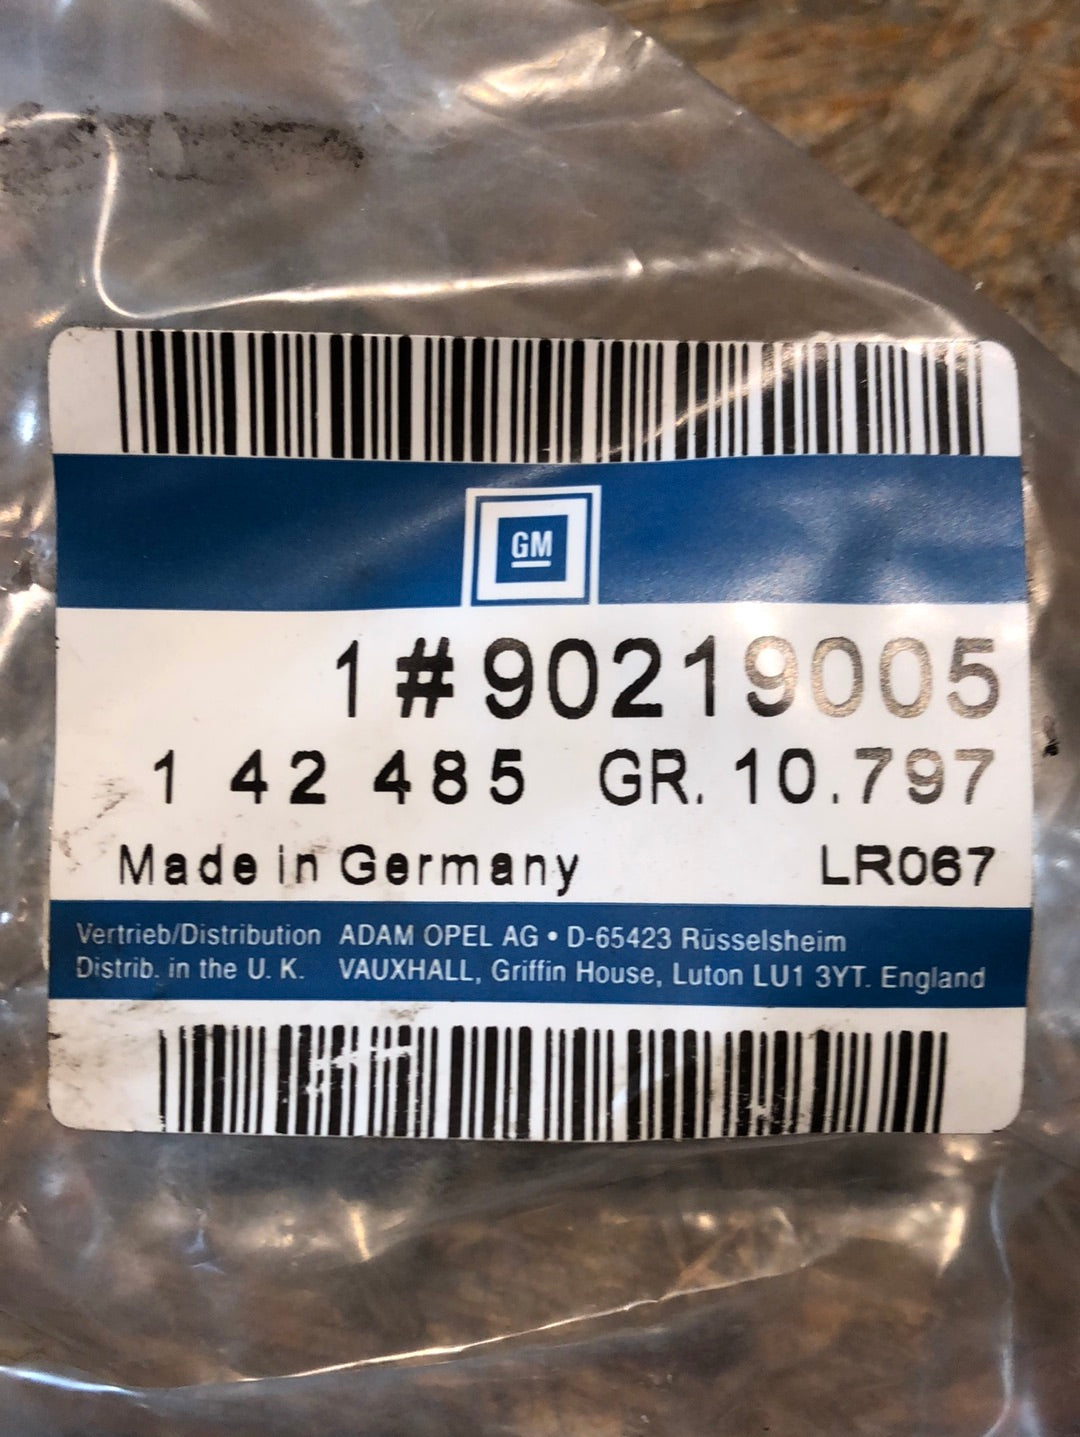 GM
1#90219005
1 42 485 GR. 10.797
Made in Germany LR067
Vertrieb/Distribution ADAM OPEL AG • D-65423 Rüsselsheim
Distrib. in the U. K. VAUXHALL, Griffin House, Luton LU1 3YT. England